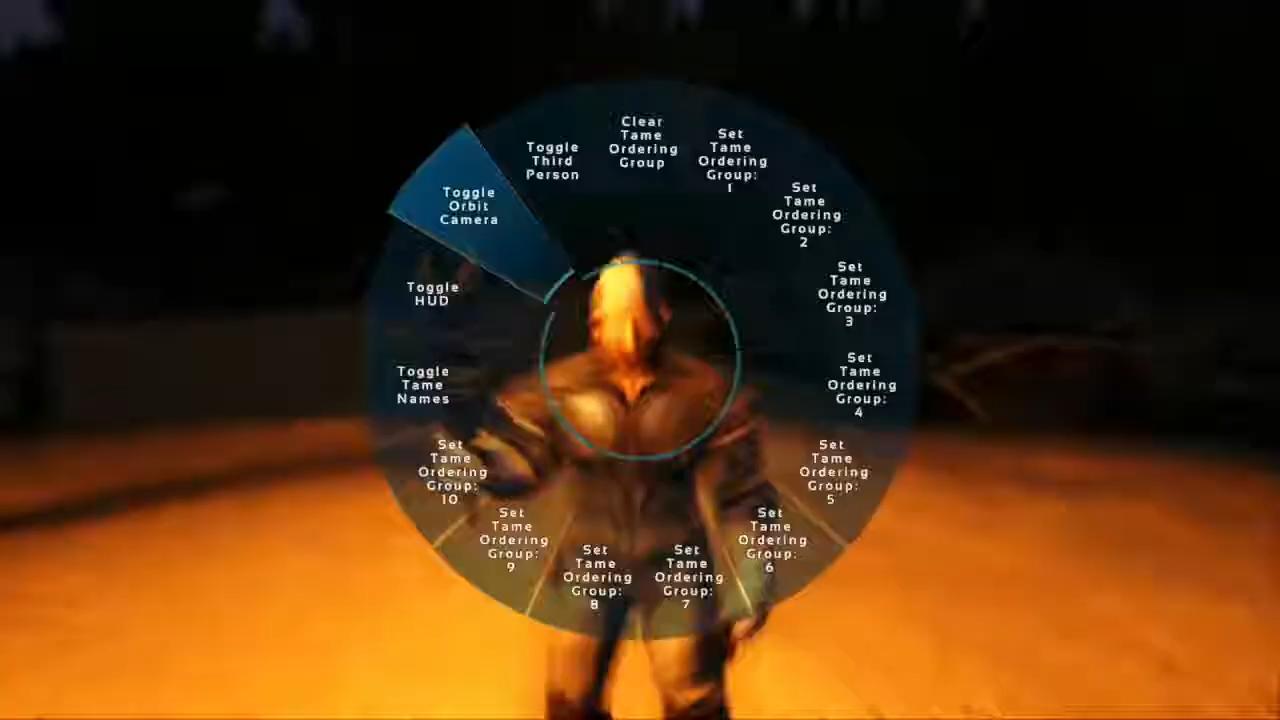 Clear
Tame
Ordering
Group
Set
Tame
Ordering
Group:
1
Set
Tame
Ordering
Group:
2
Set
Tame
Ordering
Group:
3
Set
Tame
Ordering
Group:
4
Set
Tame
Ordering
Group:
5
Set
Tame
Ordering
Group:
6
Set
Tame
Ordering
Group:
7
Set
Tame
Ordering
Group:
8
Set
Tame
Ordering
Group:
9
Set
Tame
Ordering
Group:
10
Toggle
Tame
Names
Toggle
HUD
Toggle
Orbit
Camera
Toggle
Third
Person